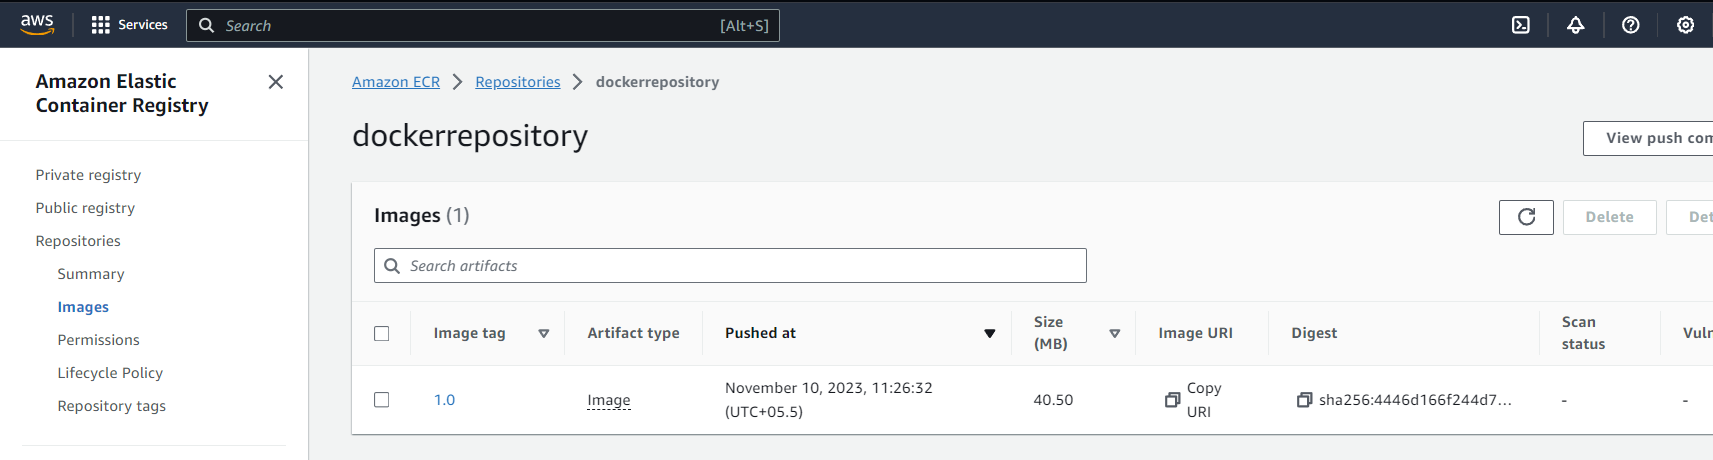 aws
Services
Search
[Alt+S]
Amazon Elastic
Container Registry
Private registry
Public registry
Repositories
Summary
Images
Permissions
Lifecycle Policy
Repository tags
Amazon ECR
Repositories
dockerrepository
dockerrepository
View push com
Images (1)
Delete
Det
Search artifacts
Image tag
Artifact type
Pushed at
Size
(MB)
Image URI
Digest
Scan
status
Vuln
1.0
Image
November 10, 2023, 11:26:32
(UTC+05.5)
40.50
Copy
URI
sha256:4446d166f244d7...
-
-